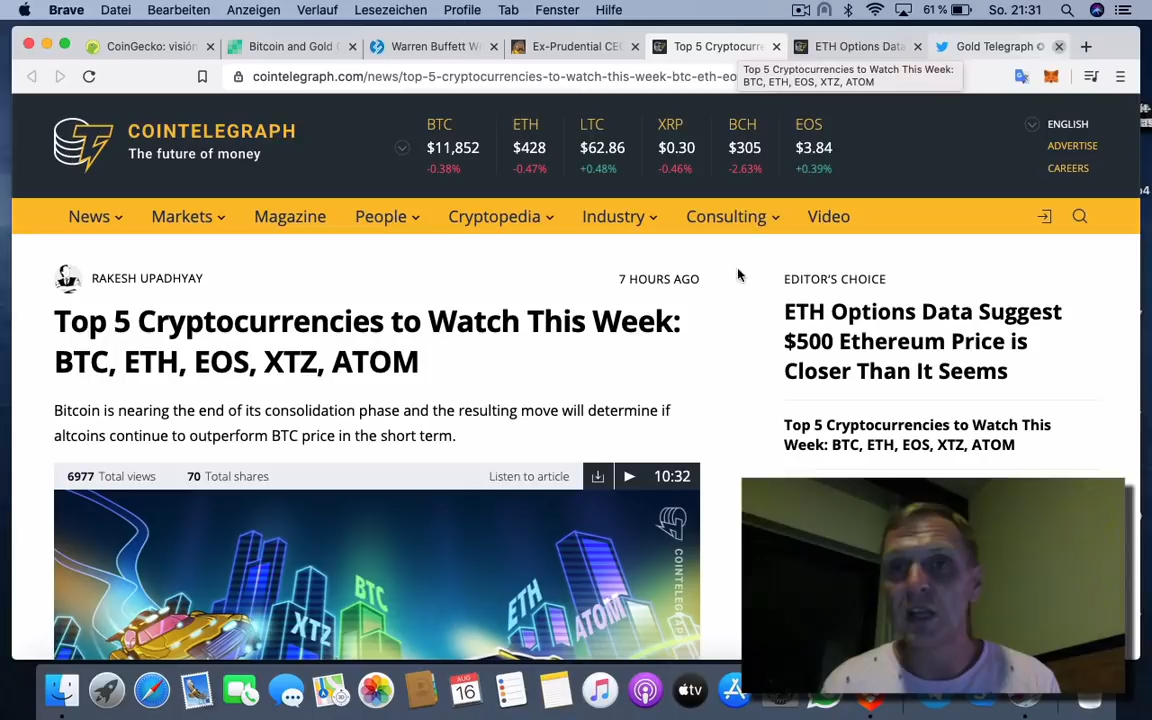 Brave Datei Bearbeiten Anzeigen Verlauf Lesezeichen Profile Tab Fenster Hilfe 61 % So. 21:31
CoinGecko: visión Bitcoin and Gold Warren Buffett W Ex-Prudential CE Top 5 Cryptocurre ETH Options Data Gold Telegraph
cointelegraph.com/news/top-5-cryptocurrencies-to-watch-this-week-btc-eth-eo
Top 5 Cryptocurrencies to Watch This Week:
BTC, ETH, EOS, XTZ, ATOM
COINTELEGRAPH
The future of money
BTC ETH LTC XRP BCH EOS
$11,852 $428 $62.86 $0.30 $305 $3.84
-0.38% -0.47% +0.48% -0.46% -2.63% +0.39%
ENGLISH
ADVERTISE
CAREERS
News Markets Magazine People Cryptopedia Industry Consulting Video
RAKESH UPADHYAY
7 HOURS AGO
Top 5 Cryptocurrencies to Watch This Week:
BTC, ETH, EOS, XTZ, ATOM
Bitcoin is nearing the end of its consolidation phase and the resulting move will determine if
altcoins continue to outperform BTC price in the short term.
6977 Total views 70 Total shares Listen to article 10:32
XTZ
BTC
ETH
ATOM
COINTELEGRAPH
EDITOR'S CHOICE
ETH Options Data Suggest
$500 Ethereum Price is
Closer Than It Seems
Top 5 Cryptocurrencies to Watch This
Week: BTC, ETH, EOS, XTZ, ATOM
AUG
16
tv